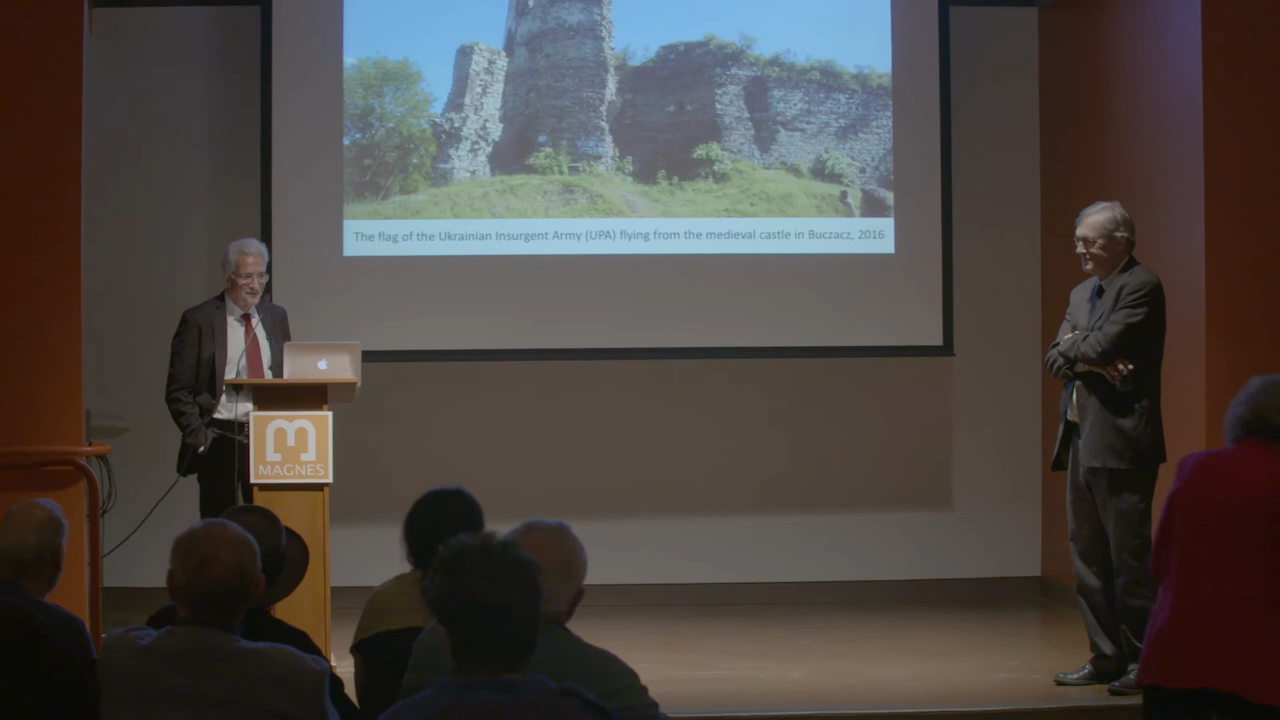 The flag of the Ukrainian Insurgent Army (UPA) flying from the medieval castle in Buczacz, 2016
MAGNES